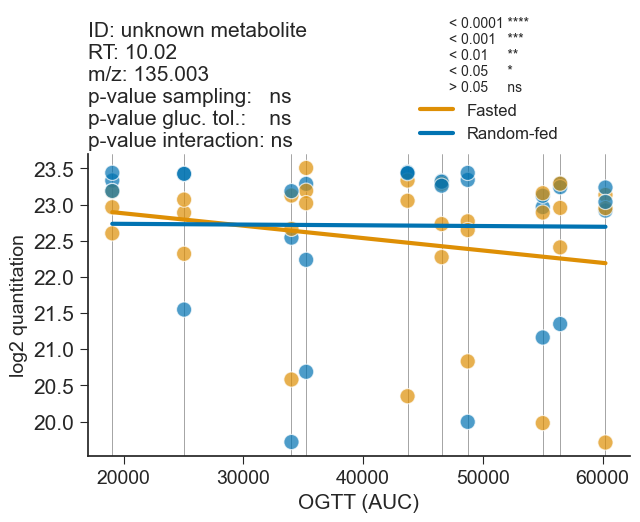 ID: unknown metabolite
RT: 10.02
m/z: 135.003
p-value sampling: ns
p-value gluc. tol.: ns
p-value interaction: ns
< 0.0001 ****
< 0.001 ***
< 0.01 **
< 0.05 *
> 0.05 ns
Fasted
Random-fed
log2 quantitation
23.5
23.0
22.5
22.0
21.5
21.0
20.5
20.0
20000 30000 40000 50000 60000
OGTT (AUC)